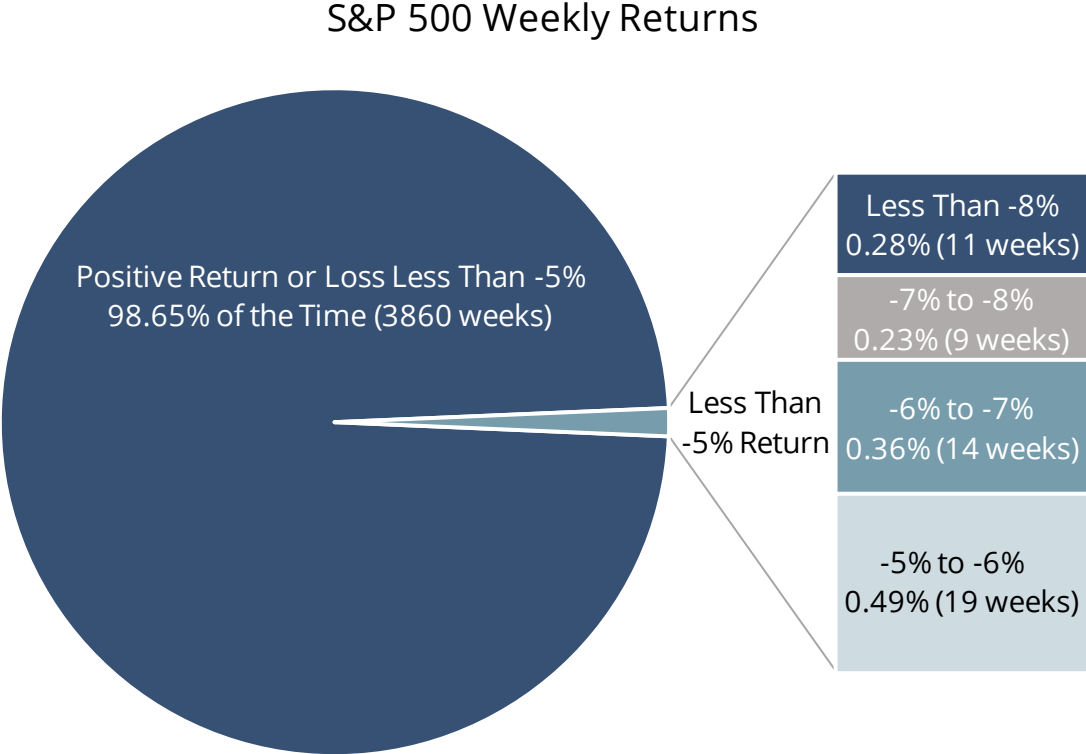 S&P 500 Weekly Returns
Positive Return or Loss Less Than -5%
98.65% of the Time (3860 weeks)
Less Than
-5% Return
Less Than -8%
0.28% (11 weeks)
-7% to -8%
0.23% (9 weeks)
-6% to -7%
0.36% (14 weeks)
-5% to -6%
0.49% (19 weeks)